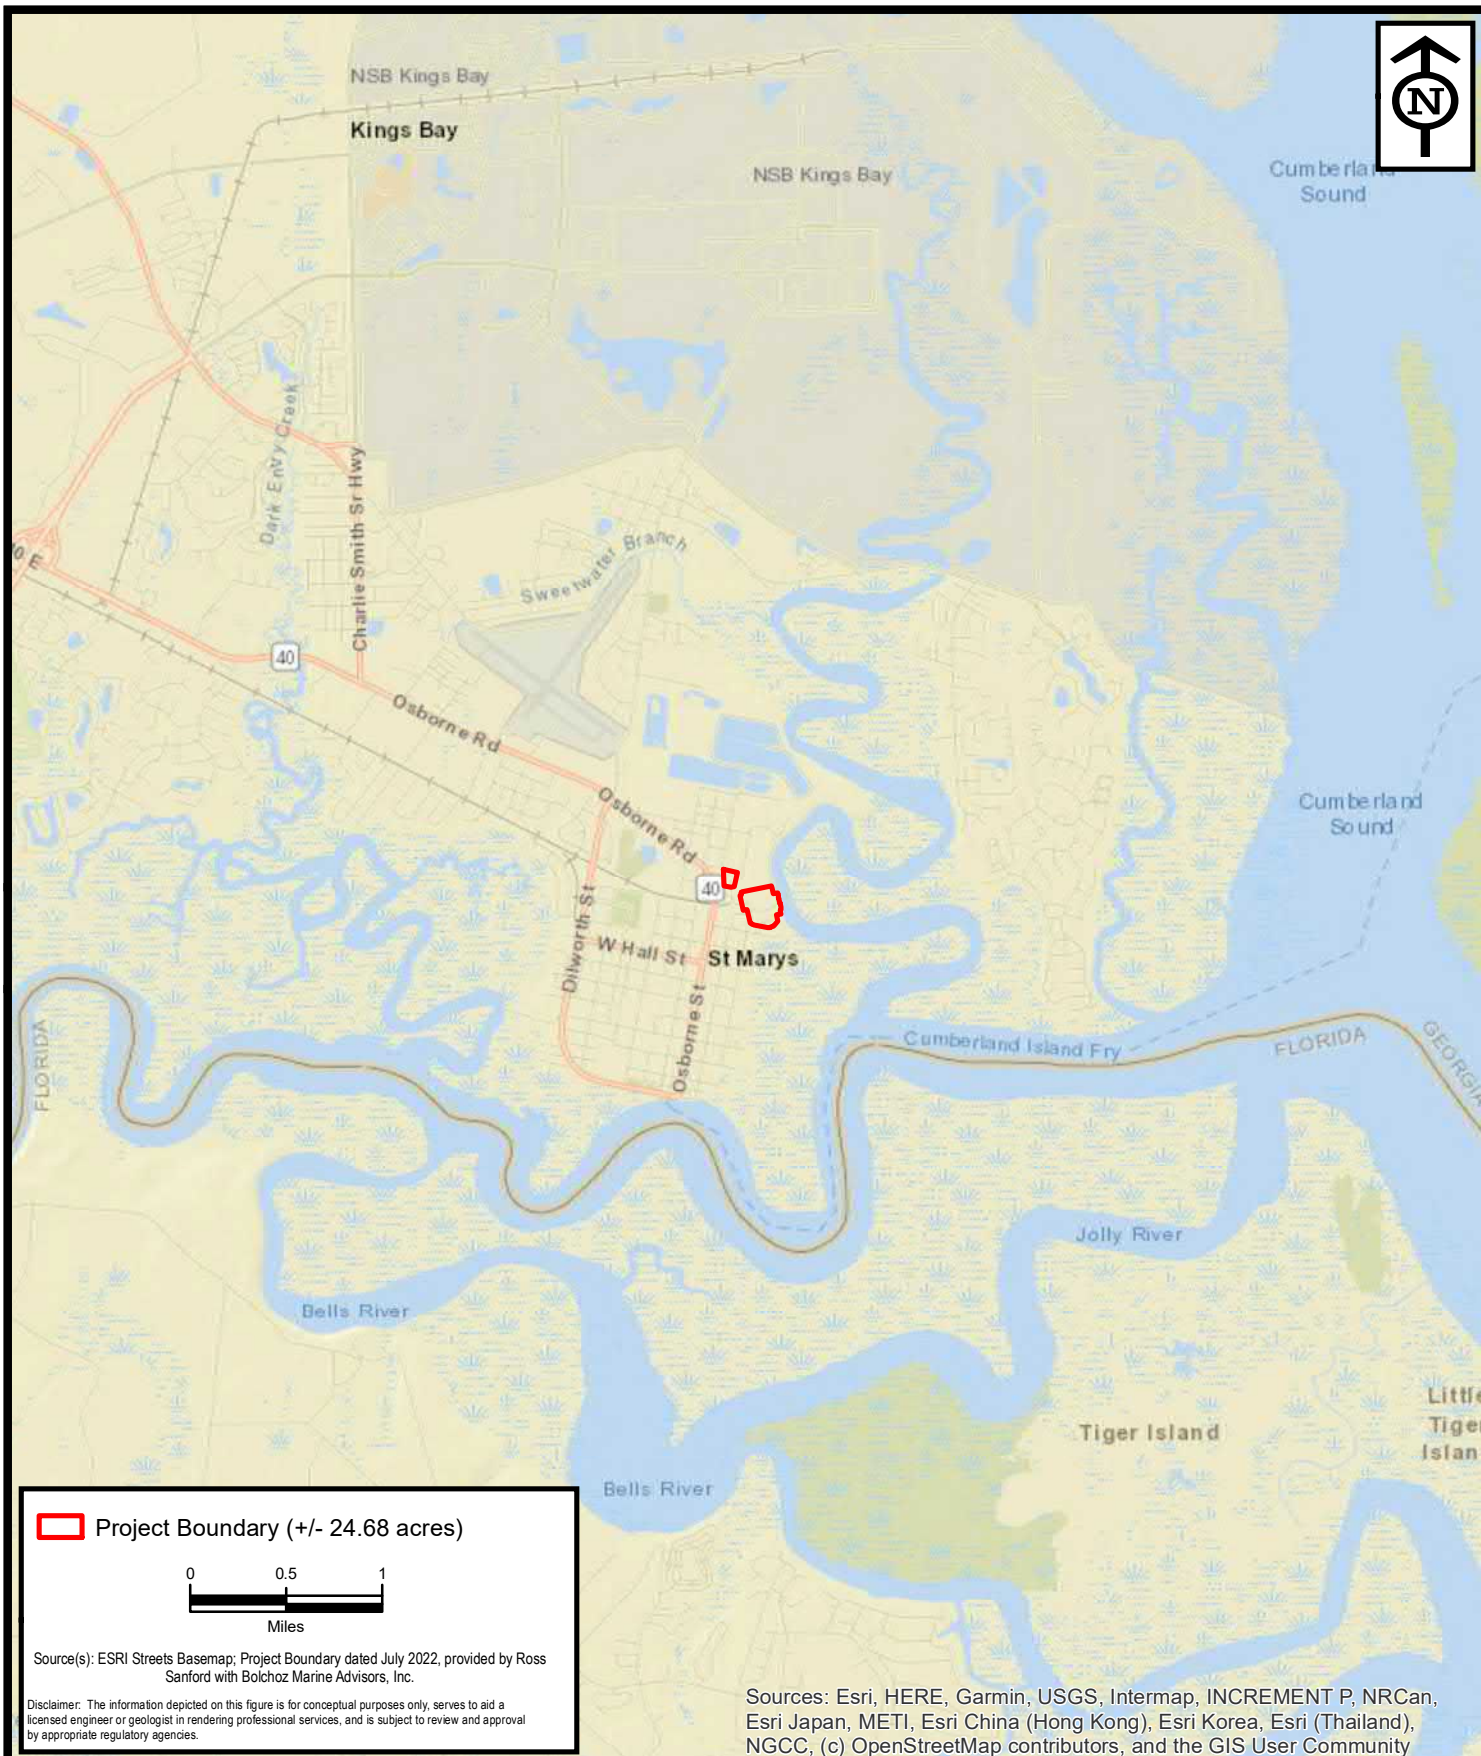 NSB Kings Bay
Kings Bay
NSB Kings Bay
N
Cumberland
Sound
Dark Envy Creek
Charlie Smith Sr Hwy
Sweetwater Branch
40
Osborne Rd
Osborne Rd
Cumberland
Sound
40
Dilworth St
W Hall St
St Marys
Osborne St
Cumberland Island Fry
FLORIDA
FLORIDA
GEORGIA
Jolly River
Bells River
Tiger Island
Bells River
Project Boundary (+/- 24.68 acres)
0 0.5 1
Miles
Source(s): ESRI Streets Basemap; Project Boundary dated July 2022, provided by Ross
Sanford with Bolchoz Marine Advisors, Inc.
Disclaimer: The information depicted on this figure is for conceptual purposes only, serves to aid a
licensed engineer or geologist in rendering professional services, and is subject to review and approval
by appropriate regulatory agencies.
Sources: Esri, HERE, Garmin, USGS, Intermap, INCREMENT P, NRCan,
Esri Japan, METI, Esri China (Hong Kong), Esri Korea, Esri (Thailand),
NGCC, (c) OpenStreetMap contributors, and the GIS User Community